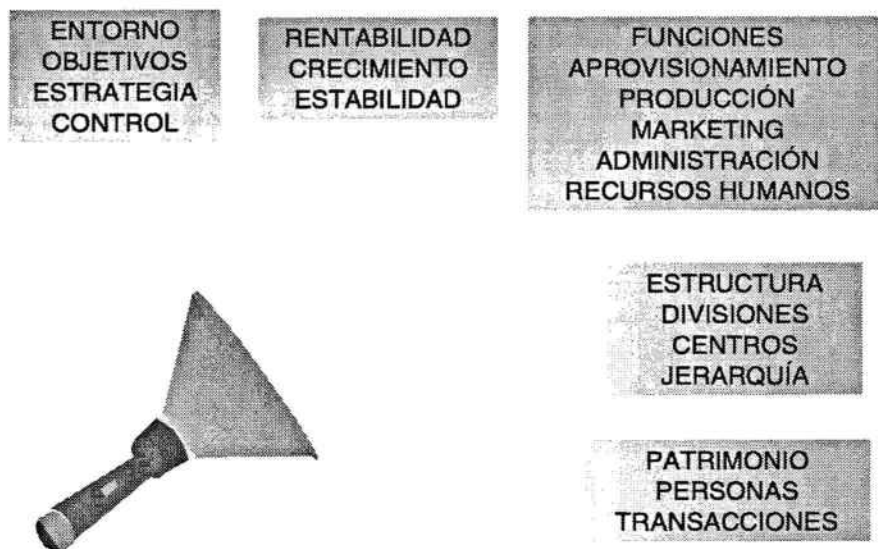 ENTORNO
OBJETIVOS
ESTRATEGIA
CONTROL
RENTABILIDAD
CRECIMIENTO
ESTABILIDAD
FUNCIONES
APROVISIONAMIENTO
PRODUCCIÓN
MARKETING
ADMINISTRACIÓN
RECURSOS HUMANOS
ESTRUCTURA
DIVISIONES
CENTROS
JERARQUÍA
PATRIMONIO
PERSONAS
TRANSACCIONES